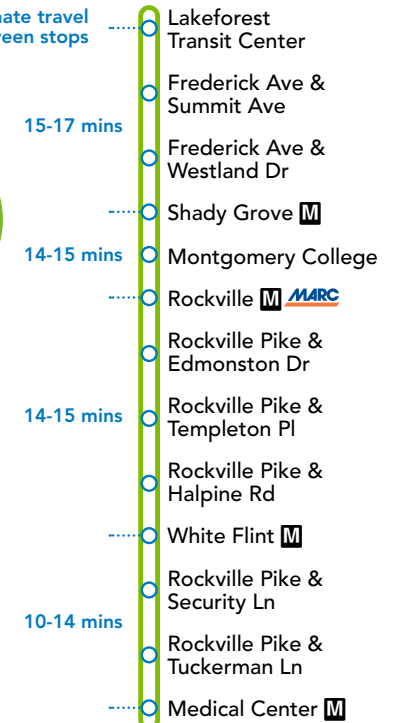 travel
stops
Lakeforest
Transit Center
Frederick Ave &
Summit Ave
15-17 mins
Frederick Ave &
Westland Dr
Shady Grove M
14-15 mins
Montgomery College
Rockville M MARC
Rockville Pike &
Edmonston Dr
14-15 mins
Rockville Pike &
Templeton Pl
Rockville Pike &
Halpine Rd
White Flint M
Rockville Pike &
Security Ln
10-14 mins
Rockville Pike &
Tuckerman Ln
Medical Center M